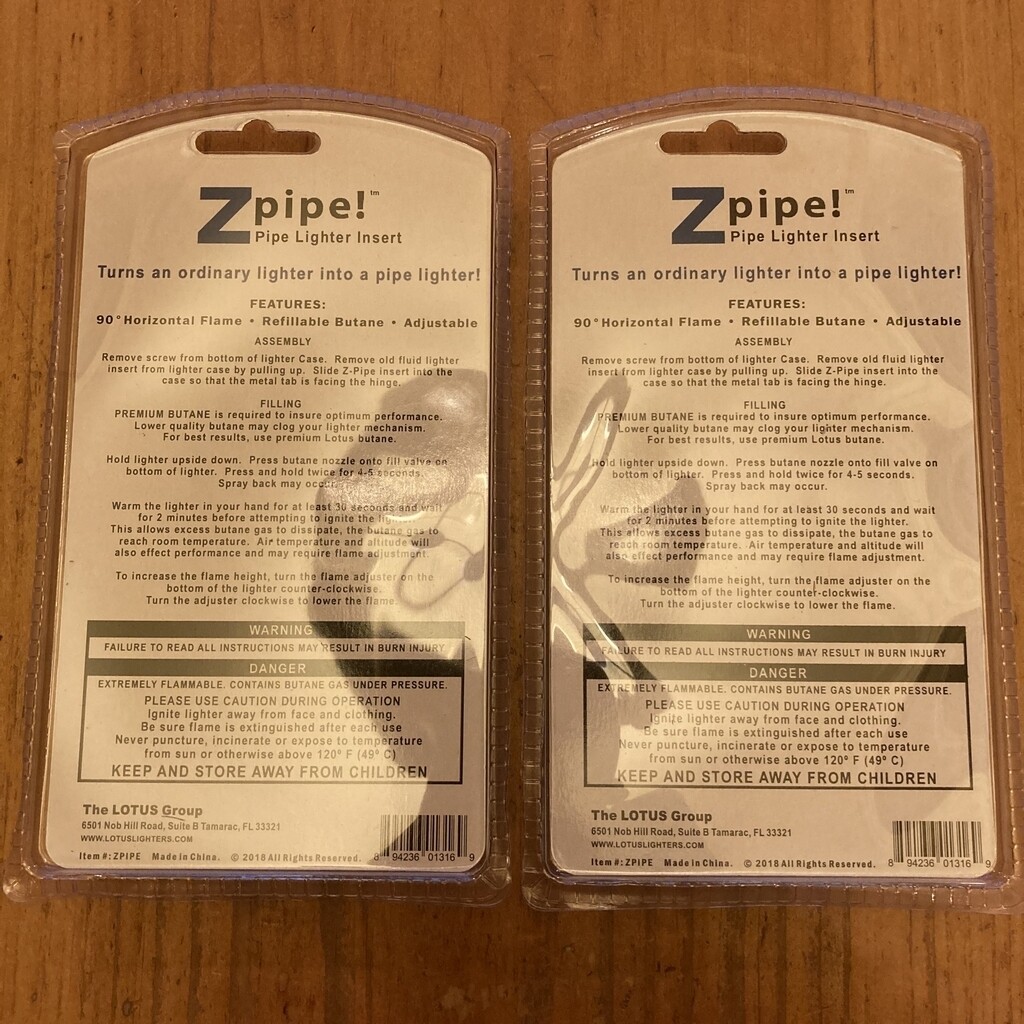 Zpipe!™
Pipe Lighter Insert
Turns an ordinary lighter into a pipe lighter!
FEATURES:
90° Horizontal Flame • Refillable Butane • Adjustable
ASSEMBLY
Remove screw from bottom of lighter Case. Remove old fluid lighter
insert from lighter case by pulling up. Slide Z-Pipe insert into the
case so that the metal tab is facing the hinge.
FILLING
PREMIUM BUTANE is required to insure optimum performance.
Lower quality butane may clog your lighter mechanism.
For best results, use premium Lotus butane.
Hold lighter upside down. Press butane nozzle onto fill valve on
bottom of lighter. Press and hold twice for 4-5 seconds.
Spray back may occur.
Warm the lighter in your hand for at least 30 seconds and wait
for 2 minutes before attempting to ignite the lighter.
This allows excess butane gas to dissipate, the butane gas to
reach room temperature. Air temperature and altitude will
also effect performance and may require flame adjustment.
To increase the flame height, turn the flame adjuster on the
bottom of the lighter counter-clockwise.
Turn the adjuster clockwise to lower the flame.
WARNING
FAILURE TO READ ALL INSTRUCTIONS MAY RESULT IN BURN INJURY
DANGER
EXTREMELY FLAMMABLE. CONTAINS BUTANE GAS UNDER PRESSURE.
PLEASE USE CAUTION DURING OPERATION
Ignite lighter away from face and clothing.
Be sure flame is extinguished after each use
Never puncture, incinerate or expose to temperature
from sun or otherwise above 120° F (49° C)
KEEP AND STORE AWAY FROM CHILDREN
The LOTUS Group
6501 Nob Hill Road, Suite B Tamarac, FL 33321
WWW.LOTUSLIGHTERS.COM
Item #: ZPIPE Made in China. © 2018 All Rights Reserved.
8 94236 01316 9
Zpipe!™
Pipe Lighter Insert
Turns an ordinary lighter into a pipe lighter!
FEATURES:
90° Horizontal Flame • Refillable Butane • Adjustable
ASSEMBLY
Remove screw from bottom of lighter Case. Remove old fluid lighter
insert from lighter case by pulling up. Slide Z-Pipe insert into the
case so that the metal tab is facing the hinge.
FILLING
PREMIUM BUTANE is required to insure optimum performance.
Lower quality butane may clog your lighter mechanism.
For best results, use premium Lotus butane.
Hold lighter upside down. Press butane nozzle onto fill valve on
bottom of lighter. Press and hold twice for 4-5 seconds.
Spray back may occur.
Warm the lighter in your hand for at least 30 seconds and wait
for 2 minutes before attempting to ignite the lighter.
This allows excess butane gas to dissipate, the butane gas to
reach room temperature. Air temperature and altitude will
also effect performance and may require flame adjustment.
To increase the flame height, turn the flame adjuster on the
bottom of the lighter counter-clockwise.
Turn the adjuster clockwise to lower the flame.
WARNING
FAILURE TO READ ALL INSTRUCTIONS MAY RESULT IN BURN INJURY
DANGER
EXTREMELY FLAMMABLE. CONTAINS BUTANE GAS UNDER PRESSURE.
PLEASE USE CAUTION DURING OPERATION
Ignite lighter away from face and clothing.
Be sure flame is extinguished after each use
Never puncture, incinerate or expose to temperature
from sun or otherwise above 120° F (49° C)
KEEP AND STORE AWAY FROM CHILDREN
The LOTUS Group
6501 Nob Hill Road, Suite B Tamarac, FL 33321
WWW.LOTUSLIGHTERS.COM
Item #: ZPIPE Made in China. © 2018 All Rights Reserved.
8 94236 01316 9